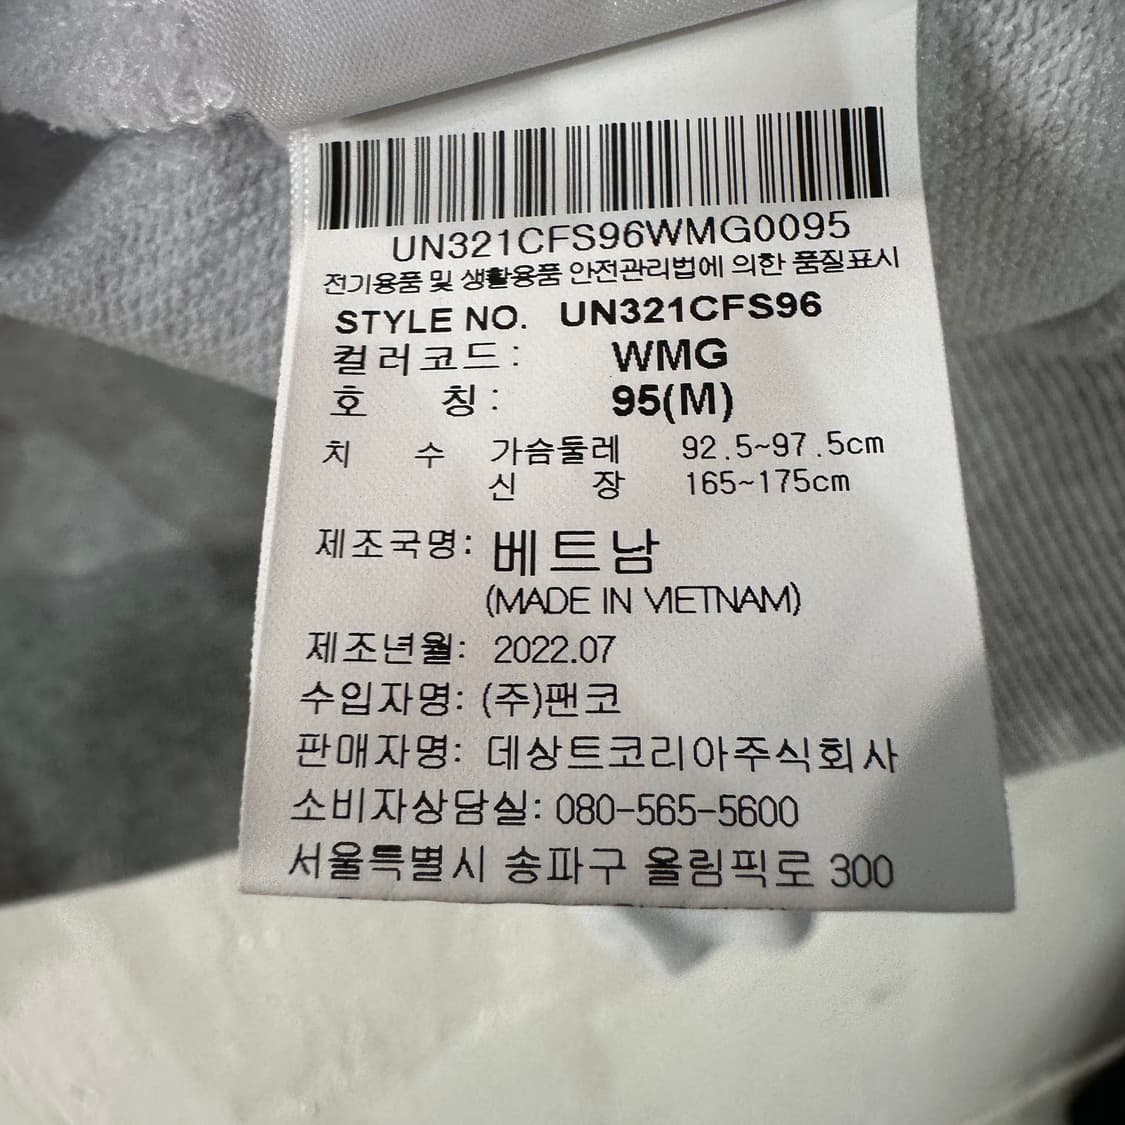 UN321CFS96WMG0095
전기용품 및 생활용품 안전관리법에 의한 품질표시
STYLE NO. UN321CFS96
컬러코드: WMG
호 칭: 95(M)
치 수 가슴둘레 92.5~97.5cm
신 장 165~175cm
제조국명: 베트남
(MADE IN VIETNAM)
제조년월: 2022.07
수입자명: (주)팬코
판매자명: 데상트코리아주식회사
소비자상담실: 080-565-5600
서울특별시 송파구 올림픽로 300